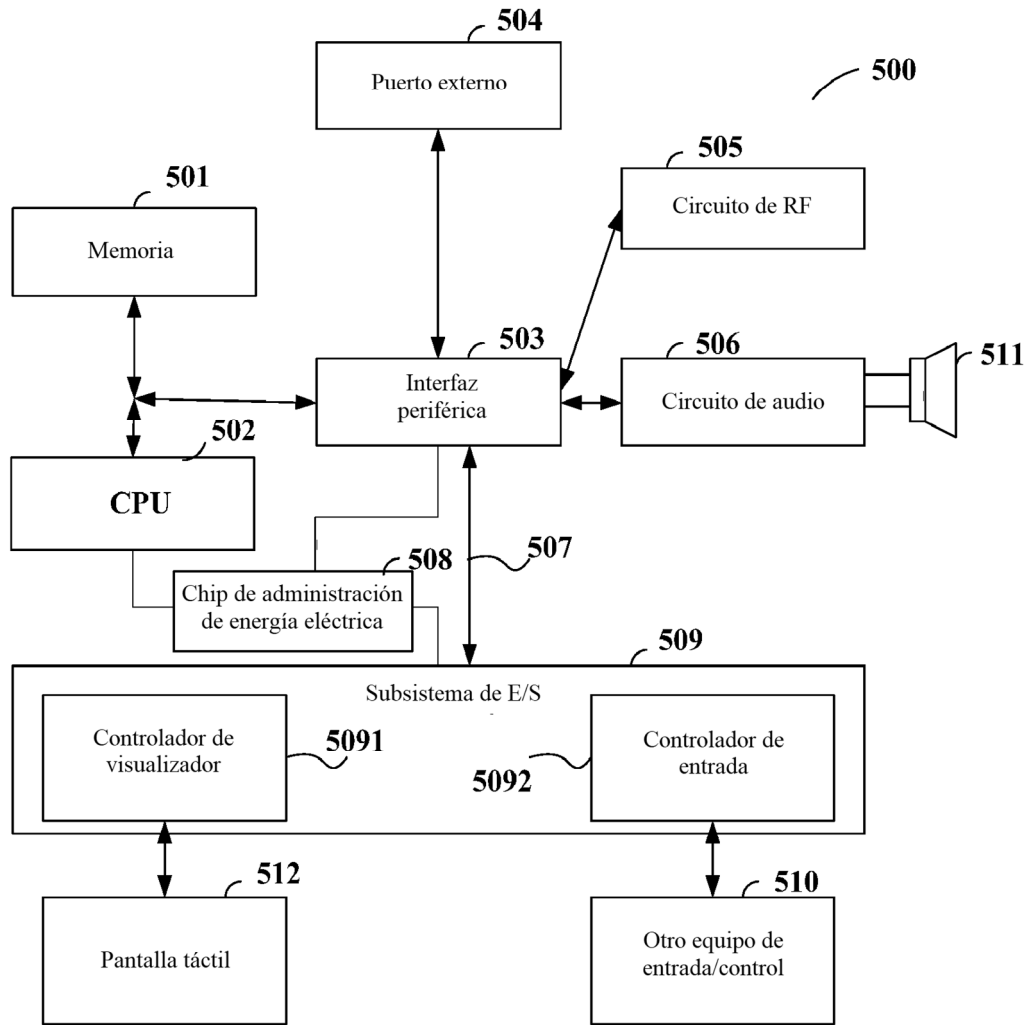 504
Puerto externo
500
505
Circuito de RF
501
Memoria
503
Interfaz
periférica
506
Circuito de audio
511
502
CPU
507
508
Chip de administración
de energía eléctrica
509
Subsistema de E/S
Controlador de
visualizador
5091
5092
Controlador de
entrada
512
Pantalla táctil
510
Otro equipo de
entrada/control